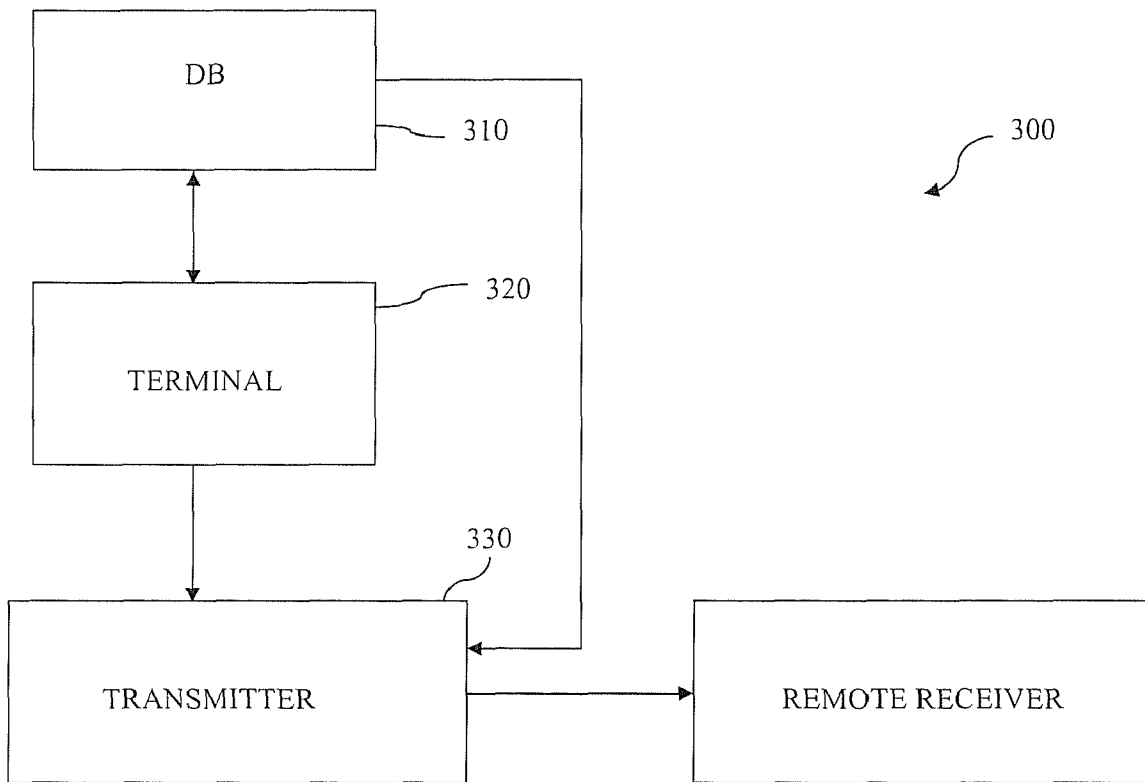 DB
310
300
320
TERMINAL
330
TRANSMITTER
REMOTE RECEIVER